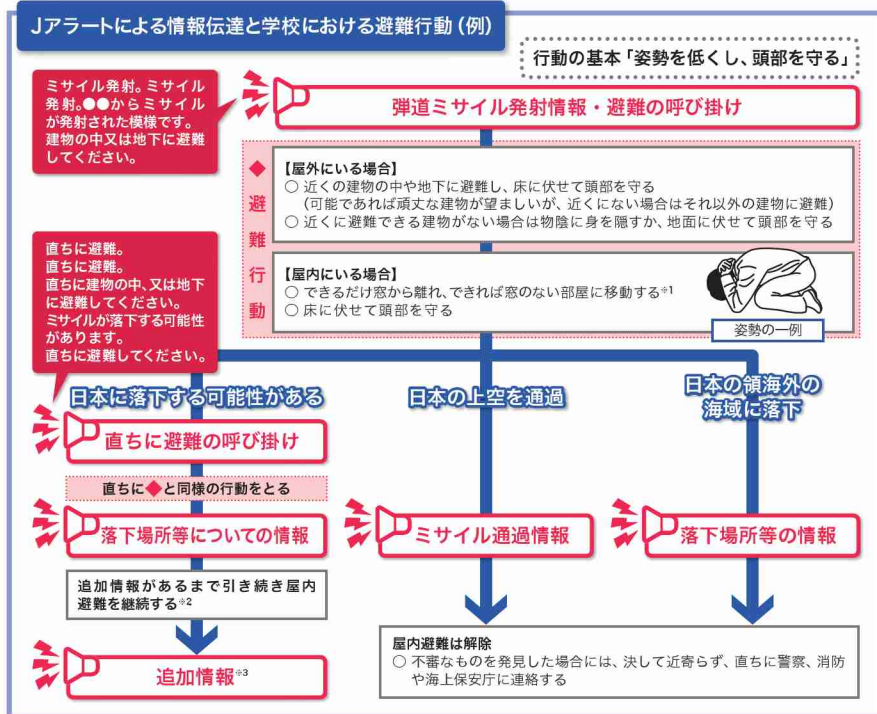 Jアラートによる情報伝達と学校における避難行動（例）
行動の基本「姿勢を低くし、頭部を守る」
ミサイル発射。ミサイル
発射。●●からミサイル
が発射された模様です。
建物の中又は地下に避難
してください。
弾道ミサイル発射情報・避難の呼び掛け
◆避難行動
【屋外にいる場合】
○ 近くの建物の中や地下に避難し、床に伏せて頭部を守る
（可能であれば頑丈な建物が望ましいが、近くにない場合はそれ以外の建物に避難）
○ 近くに避難できる建物がない場合は物陰に身を隠すか、地面に伏せて頭部を守る
【屋内にいる場合】
○ できるだけ窓から離れ、できれば窓のない部屋に移動する※1
○ 床に伏せて頭部を守る
姿勢の一例
直ちに避難。
直ちに避難。
直ちに建物の中、又は地下
に避難してください。
ミサイルが落下する可能性
があります。
直ちに避難してください。
日本に落下する可能性がある
直ちに避難の呼び掛け
直ちに◆と同様の行動をとる
落下場所等についての情報
追加情報があるまで引き続き屋内
避難を継続する※2
追加情報※3
日本の上空を通過
ミサイル通過情報
日本の領海外の
海域に落下
落下場所等の情報
屋内避難は解除
○ 不審なものを発見した場合には、決して近寄らず、直ちに警察、消防
や海上保安庁に連絡する